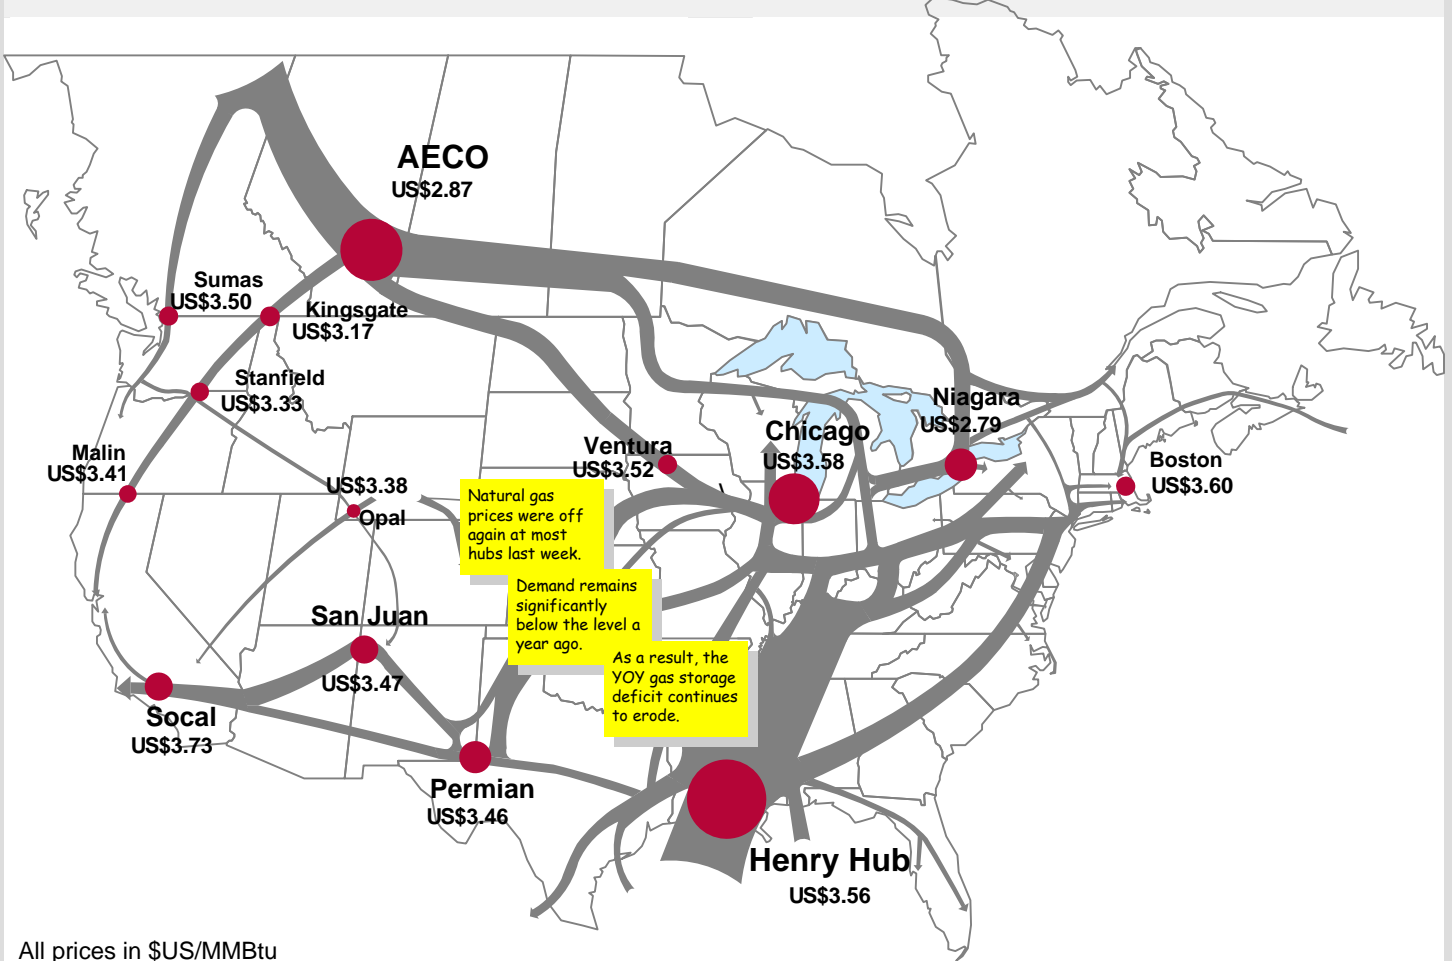 AECO
US$2.87
Sumas
US$3.50
Kingsgate
US$3.17
Stanfield
US$3.33
Niagara
US$2.79
Malin
US$3.41
Ventura
US$3.52
Chicago
US$3.58
Boston
US$3.60
US$3.38
Opal
Natural gas
prices were off
again at most
hubs last week.
Demand remains
significantly
below the level a
year ago.
San Juan
US$3.47
As a result, the
YOY gas storage
deficit continues
to erode.
Socal
US$3.73
Permian
US$3.46
Henry Hub
US$3.56
All prices in $US/MMBtu